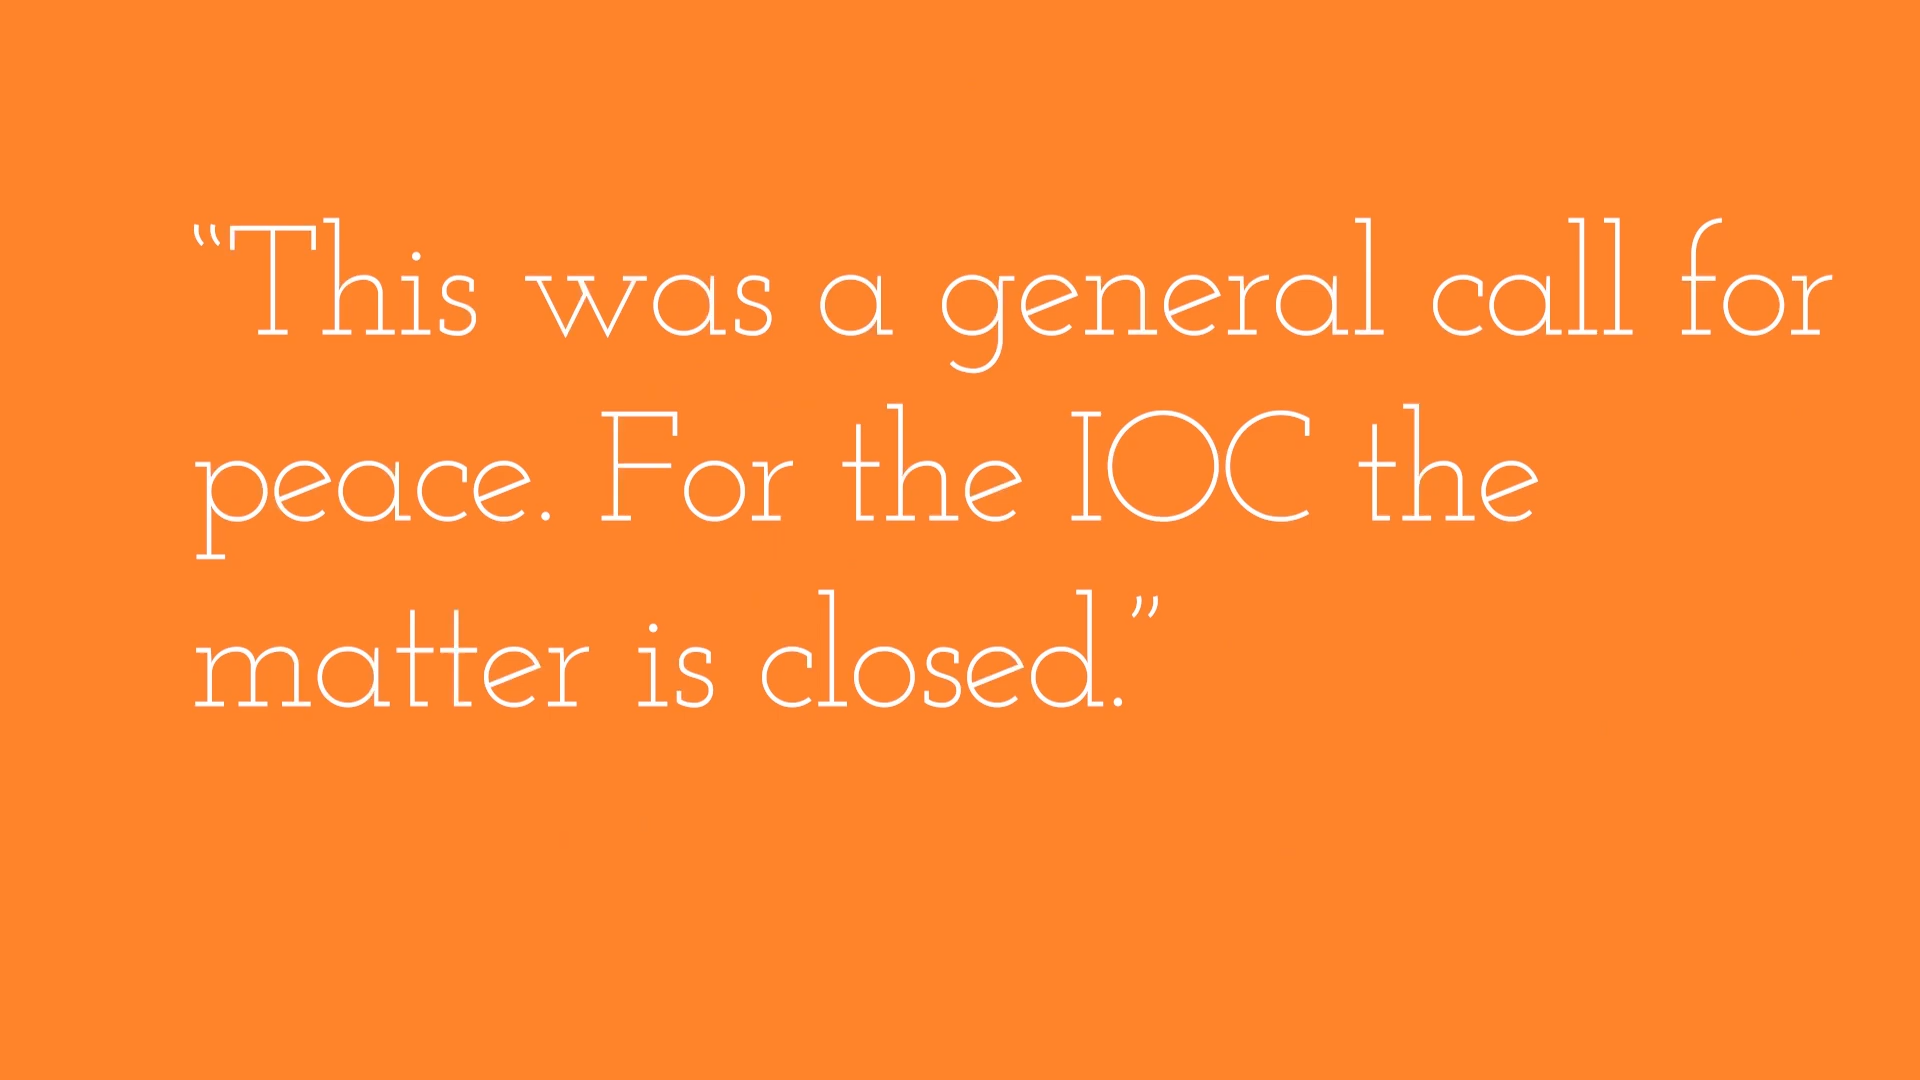 “This was a general call for
peace. For the IOC the
matter is closed.”